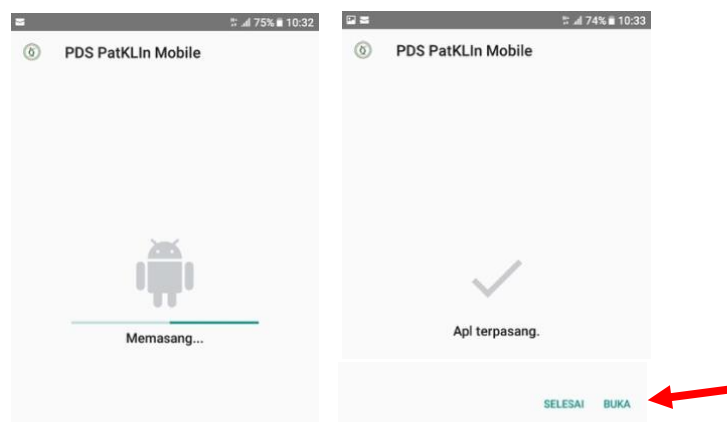 75% 10:32
PDS PatKLIn Mobile
Memasang...
74% 10:33
PDS PatKLIn Mobile
Apl terpasang.
SELESAI BUKA